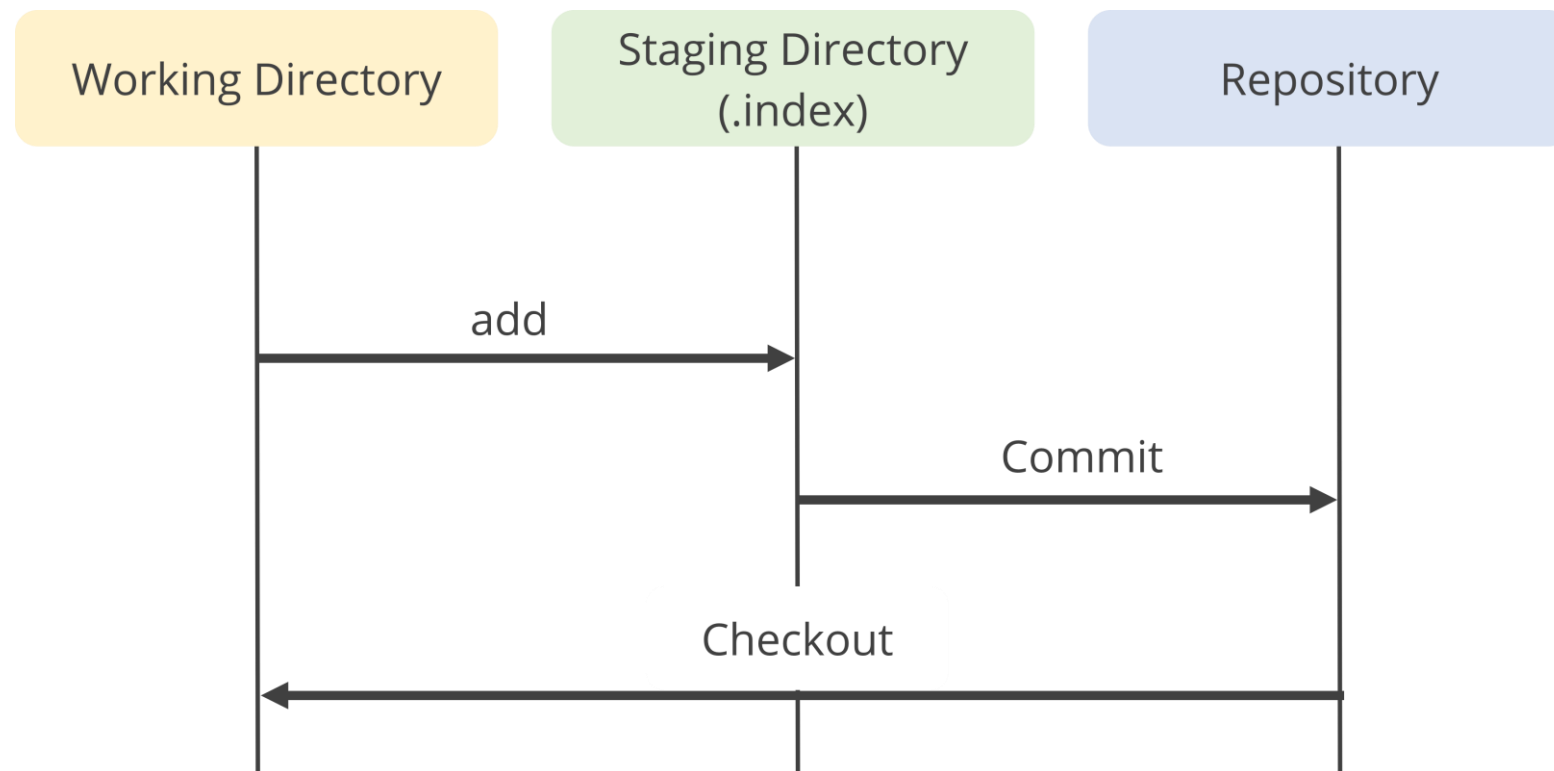 Working Directory
Staging Directory
(.index)
Repository
add
Commit
Checkout